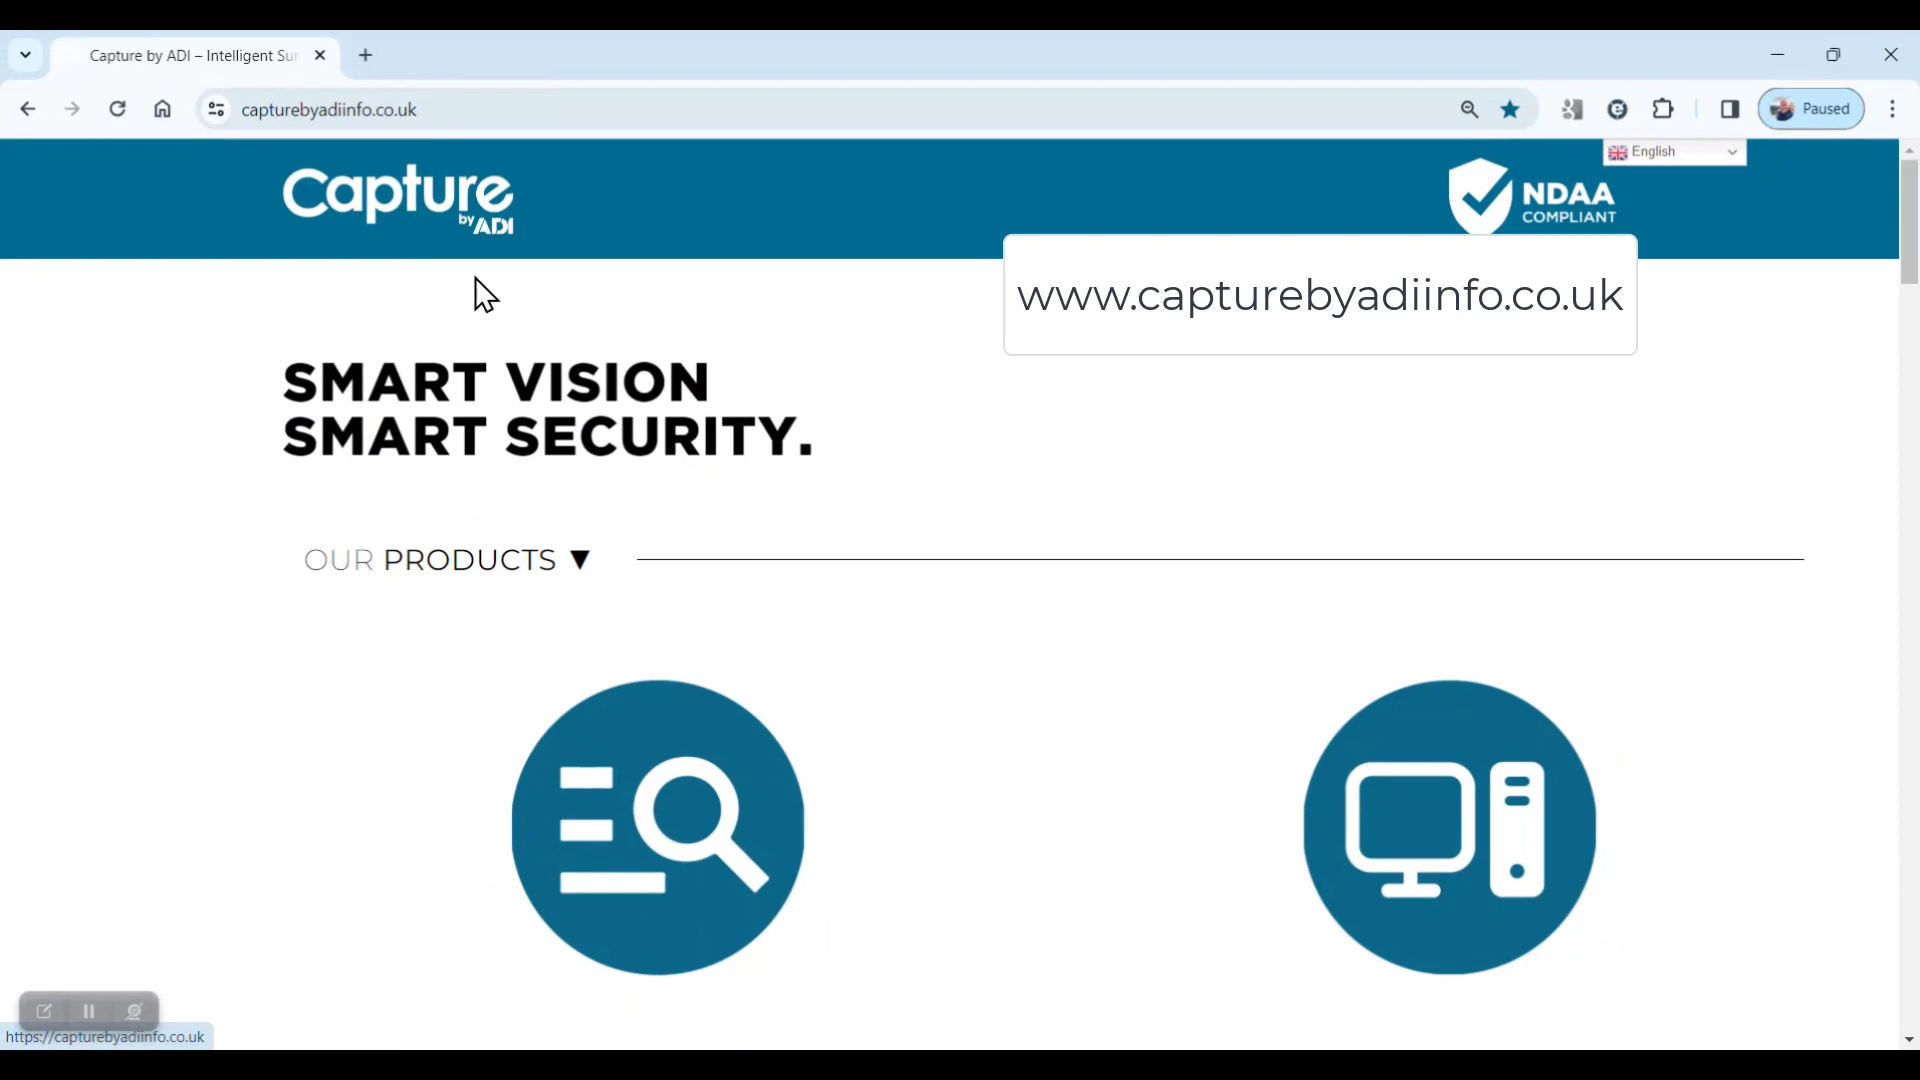 Capture by ADI – Intelligent Sur
capturebyadiinfo.co.uk
Paused
English
Capture
by ADI
NDAA
COMPLIANT
www.capturebyadiinfo.co.uk
SMART VISION
SMART SECURITY.
OUR PRODUCTS ▼
https://capturebyadiinfo.co.uk